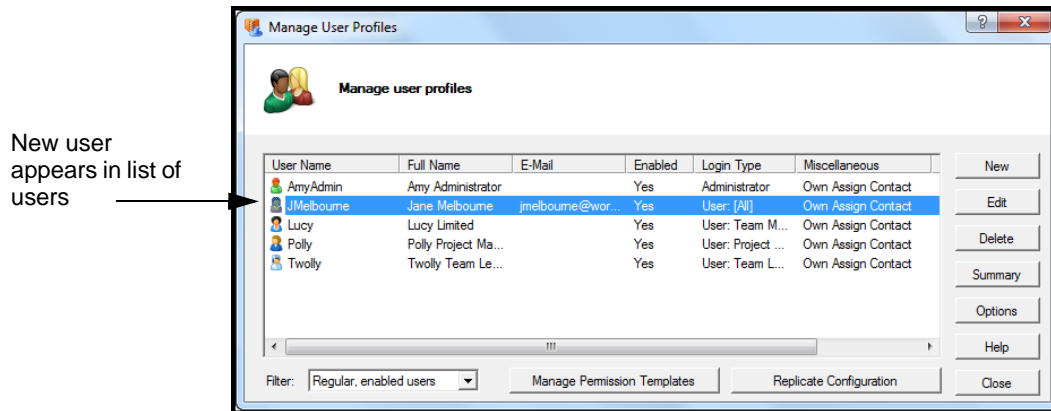 Manage User Profiles
Manage user profiles
New user
appears in list of
users
User Name Full Name E-Mail Enabled Login Type Miscellaneous
AmyAdmin Amy Administrator Yes Administrator Own Assign Contact
JMelbourne Jane Melbourne jmelbourne@wor... Yes User: [All] Own Assign Contact
Lucy Lucy Limited Yes User: Team M... Own Assign Contact
Polly Polly Project Ma... Yes User: Project ... Own Assign Contact
Twolly Twolly Team Le... Yes User: Team L... Own Assign Contact
New
Edit
Delete
Summary
Options
Help
Close
Filter: Regular, enabled users Manage Permission Templates Replicate Configuration